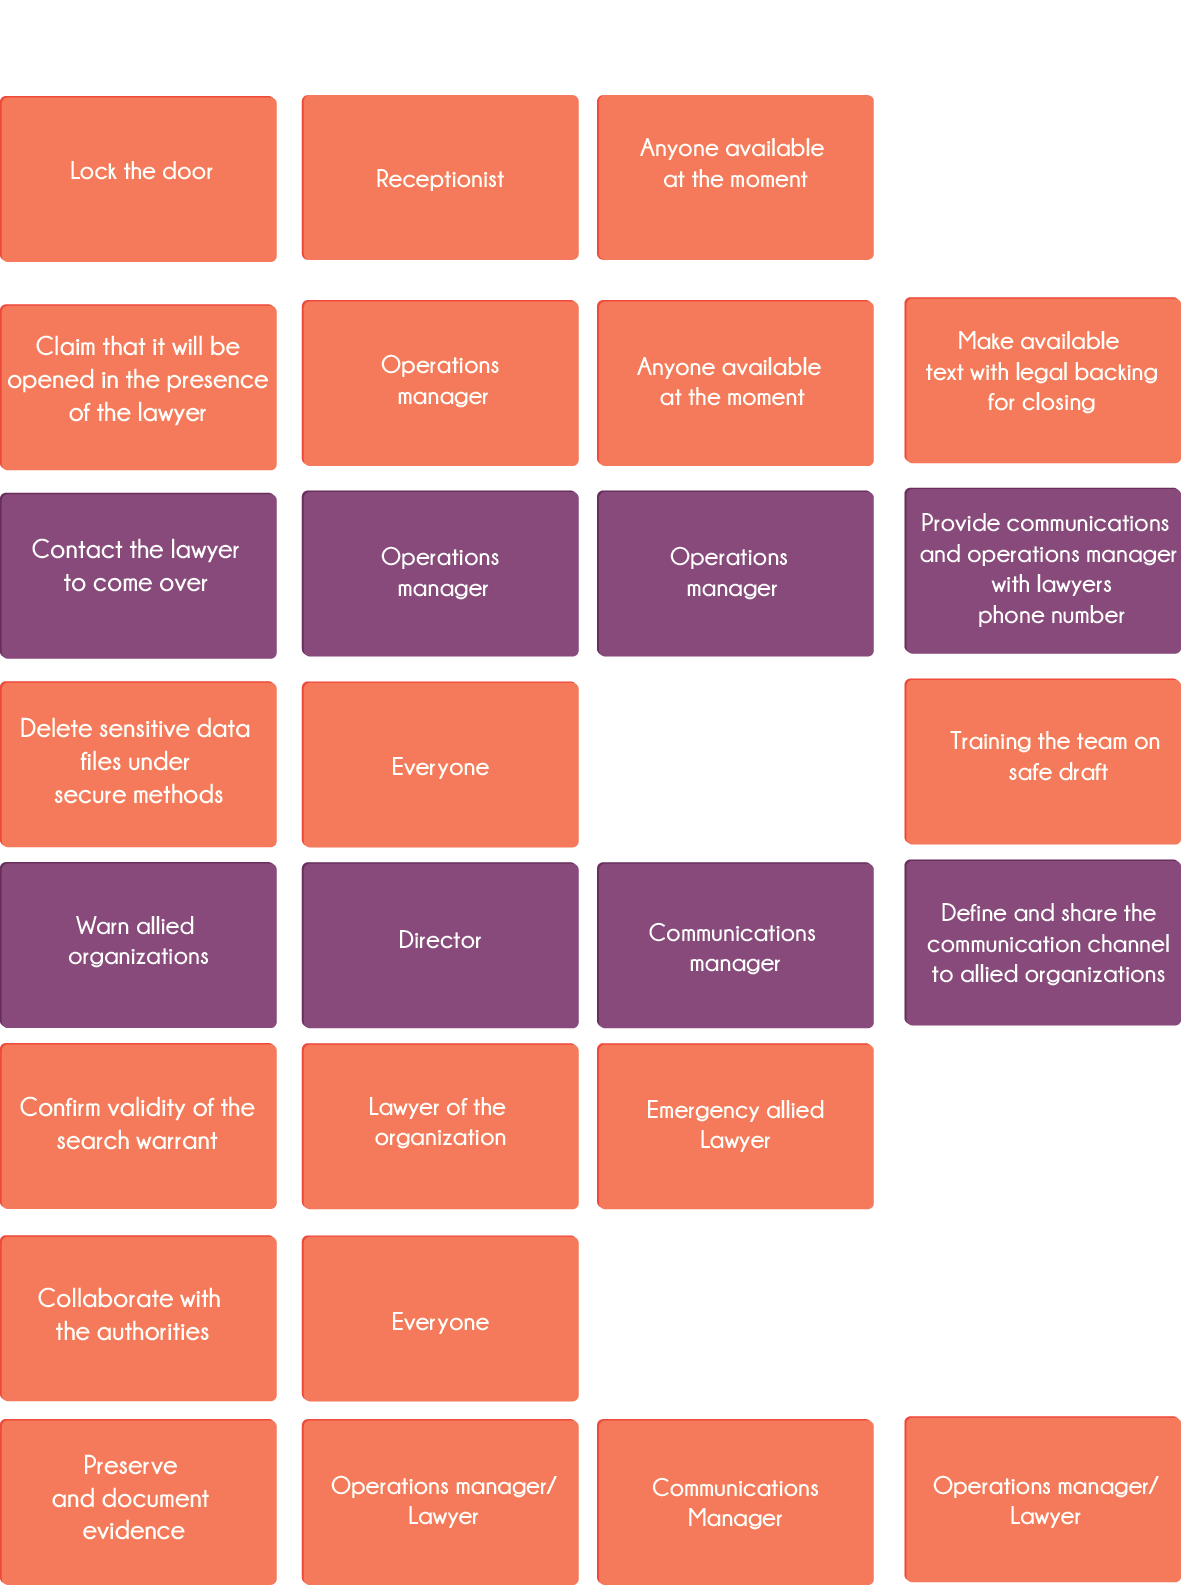 Lock the door
Receptionist
Anyone available
at the moment
Claim that it will be
opened in the presence
of the lawyer
Operations
manager
Anyone available
at the moment
Make available
text with legal backing
for closing
Contact the lawyer
to come over
Operations
manager
Operations
manager
Provide communications
and operations manager
with lawyers
phone number
Delete sensitive data
files under
secure methods
Everyone
Training the team on
safe draft
Warn allied
organizations
Director
Communications
manager
Define and share the
communication channel
to allied organizations
Confirm validity of the
search warrant
Lawyer of the
organization
Emergency allied
Lawyer
Collaborate with
the authorities
Everyone
Preserve
and document
evidence
Operations manager/
Lawyer
Communications
Manager
Operations manager/
Lawyer